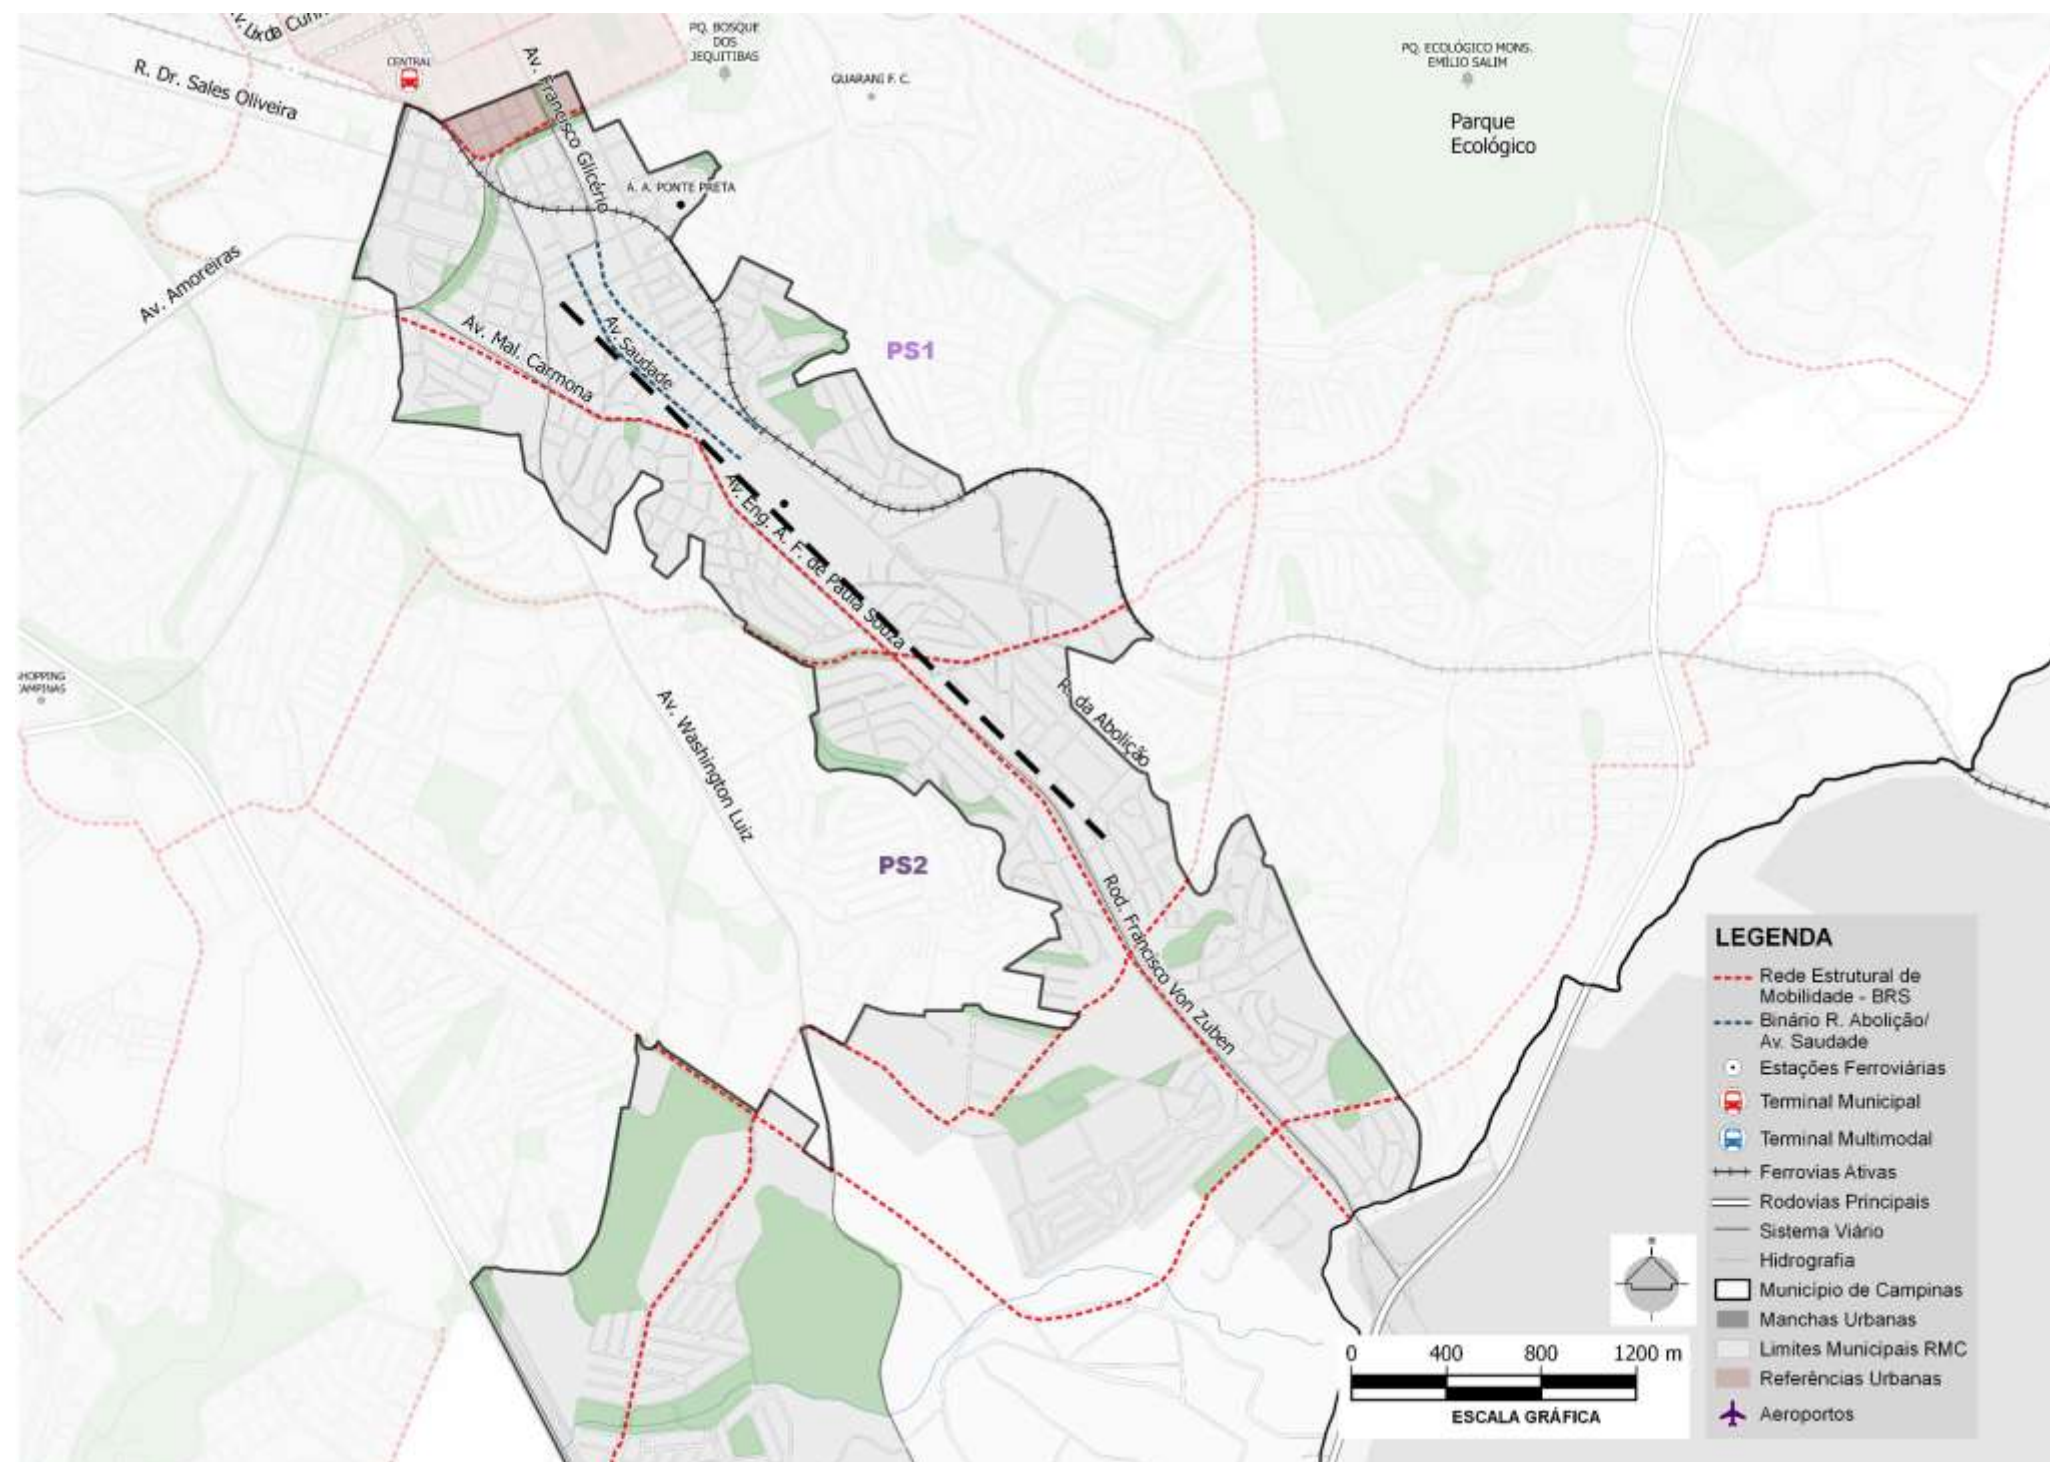 R. Dr. Sales Oliveira
CENTRAL
Av. Francisco Glicério
PQ. BOSQUE
DOS
JEQUITIBAS
GUARANI F. C.
PQ. ECOLÓGICO MONS.
EMÍLIO SALIM
Parque
Ecológico
A. A. PONTE PRETA
Av. Amoreiras
Av. Mal. Carmona
Av. Saudade
PS1
Av. Eng. A. F. de Paula Souza
SHOPPING
CAMPINAS
Av. Washington Luiz
R. da Abolição
PS2
Rod. Francisco Von Zuben
LEGENDA
Rede Estrutural de
Mobilidade - BRS
Binário R. Abolição/
Av. Saudade
Estações Ferroviárias
Terminal Municipal
Terminal Multimodal
Ferrovias Ativas
Rodovias Principais
Sistema Viário
Hidrografia
Município de Campinas
Manchas Urbanas
Limites Municipais RMC
Referências Urbanas
Aeroportos
0 400 800 1200 m
ESCALA GRÁFICA